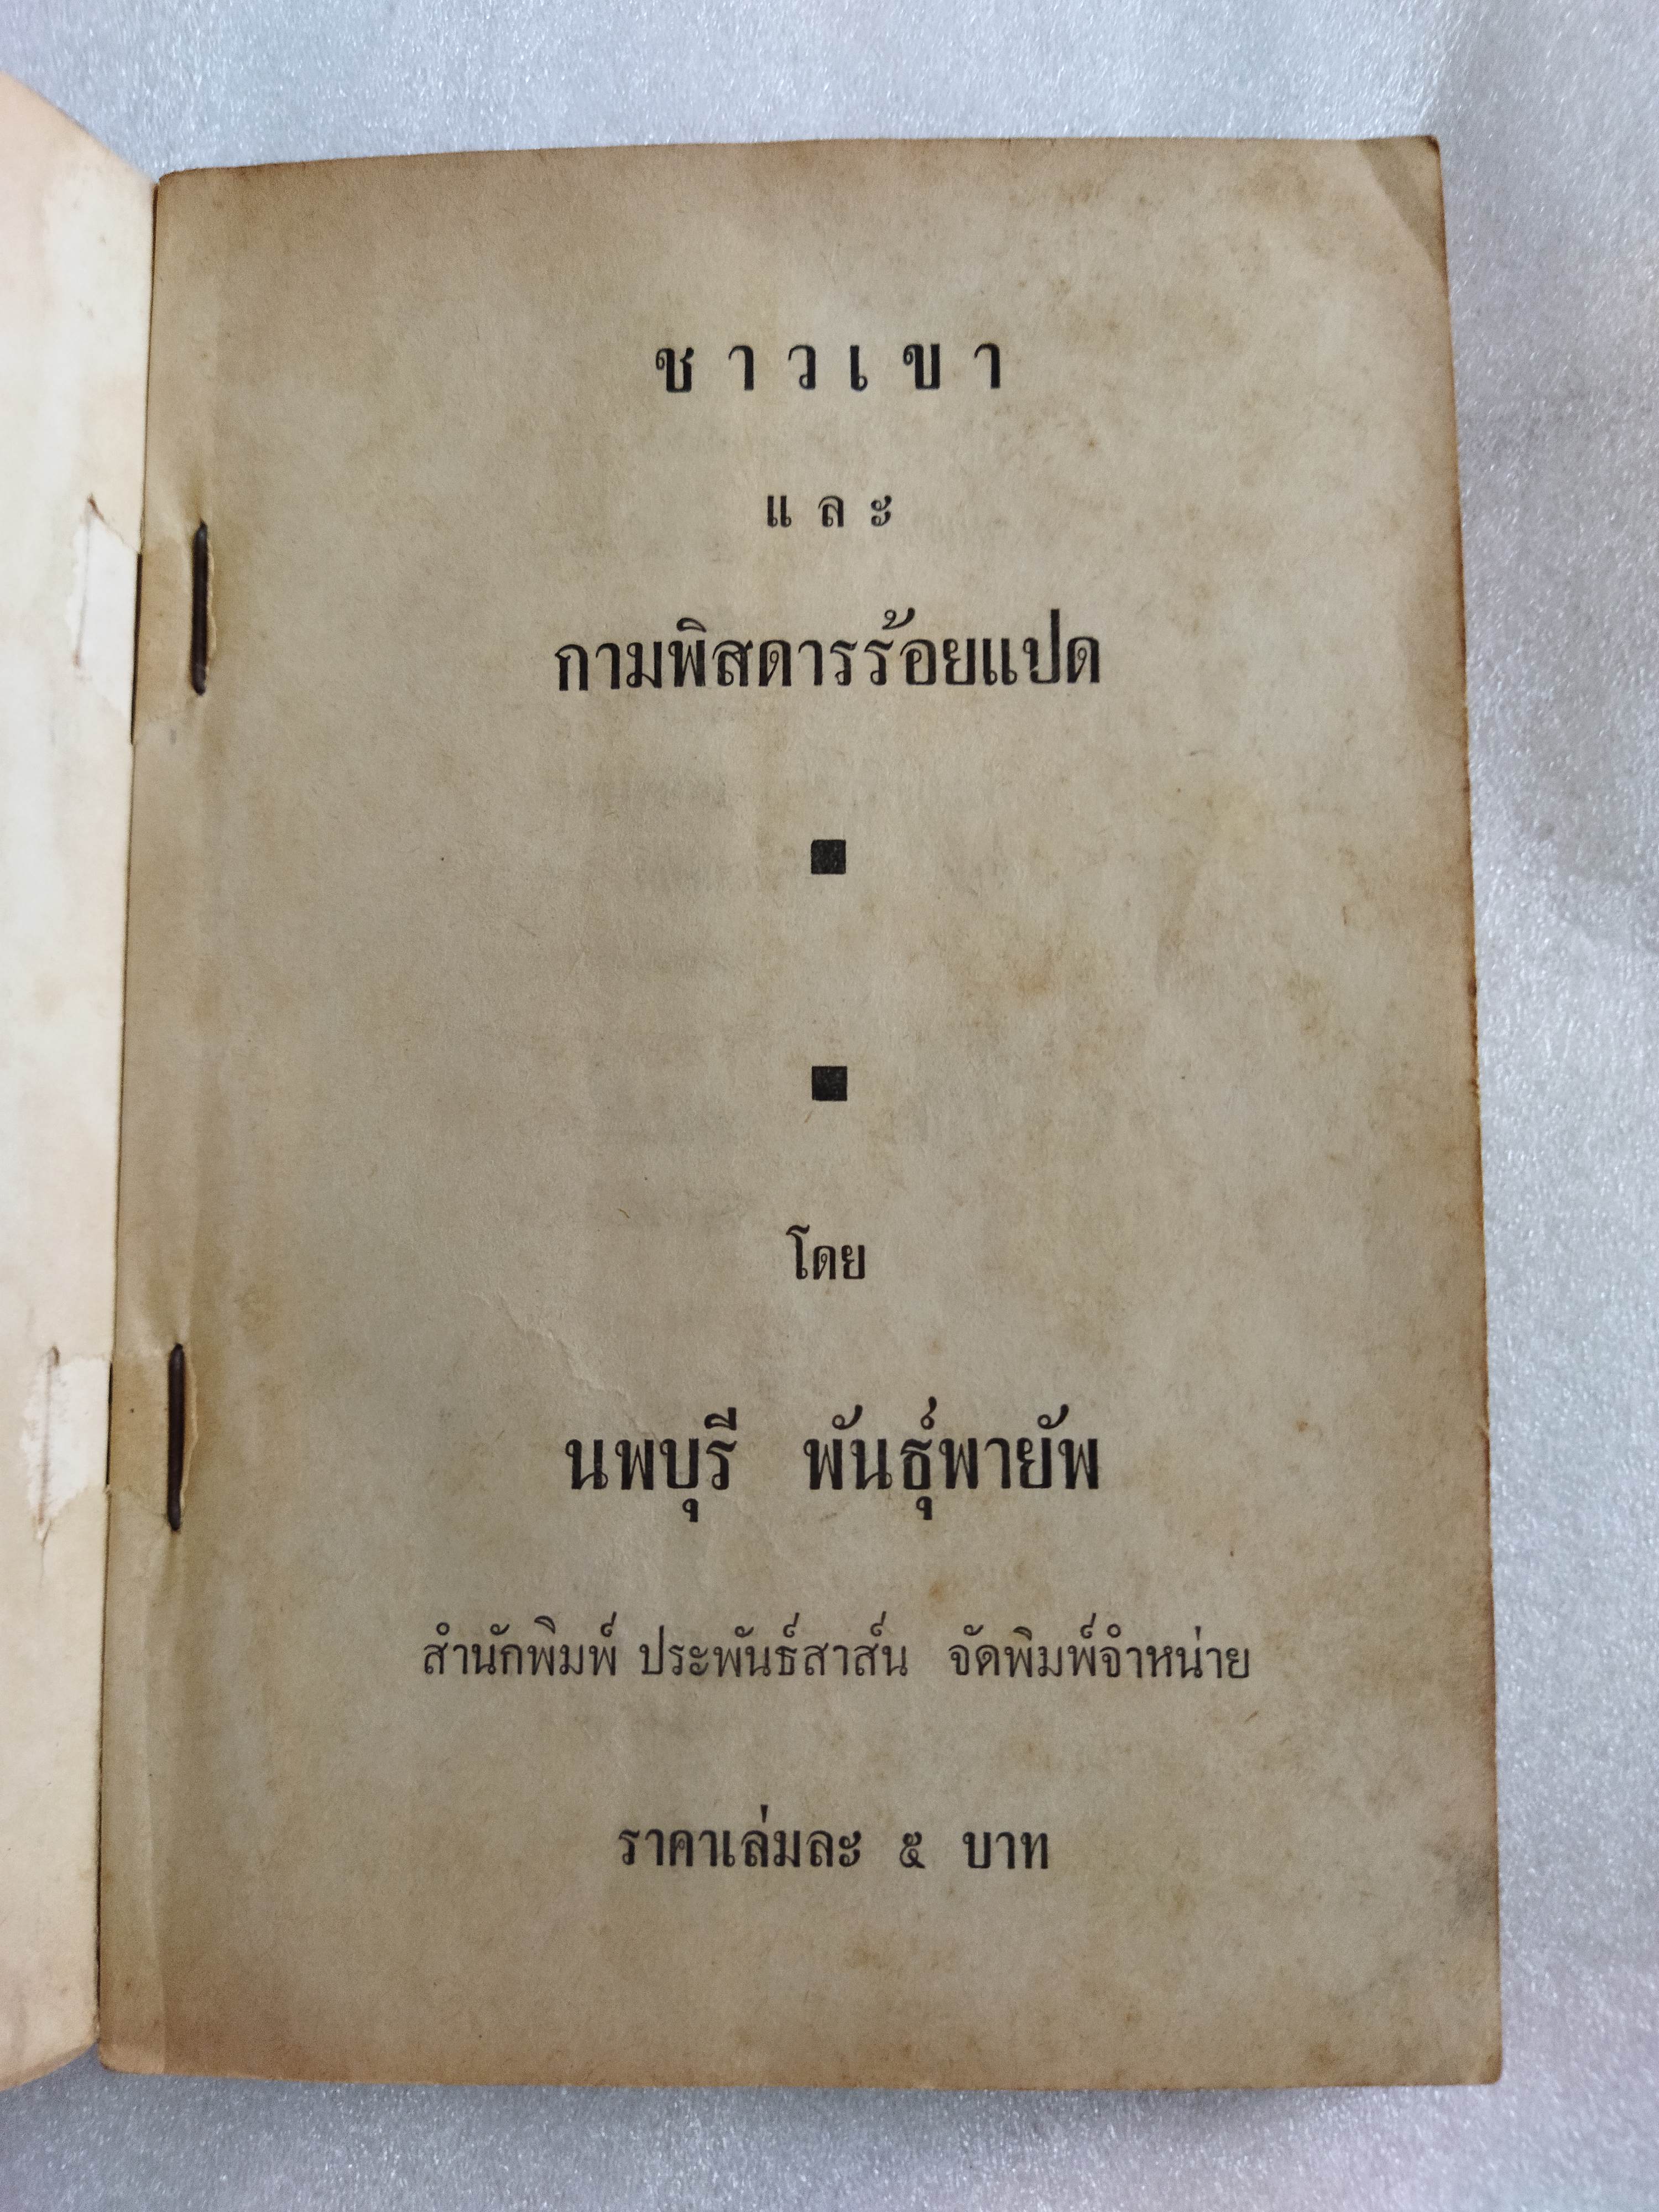 ชาวเขา
และ
กามพิสดารร้อยแปด
โดย
นพบุรี พันธุ์พายัพ
สำนักพิมพ์ ประพันธ์สาส์น จัดพิมพ์จำหน่าย
ราคาเล่มละ ๕ บาท